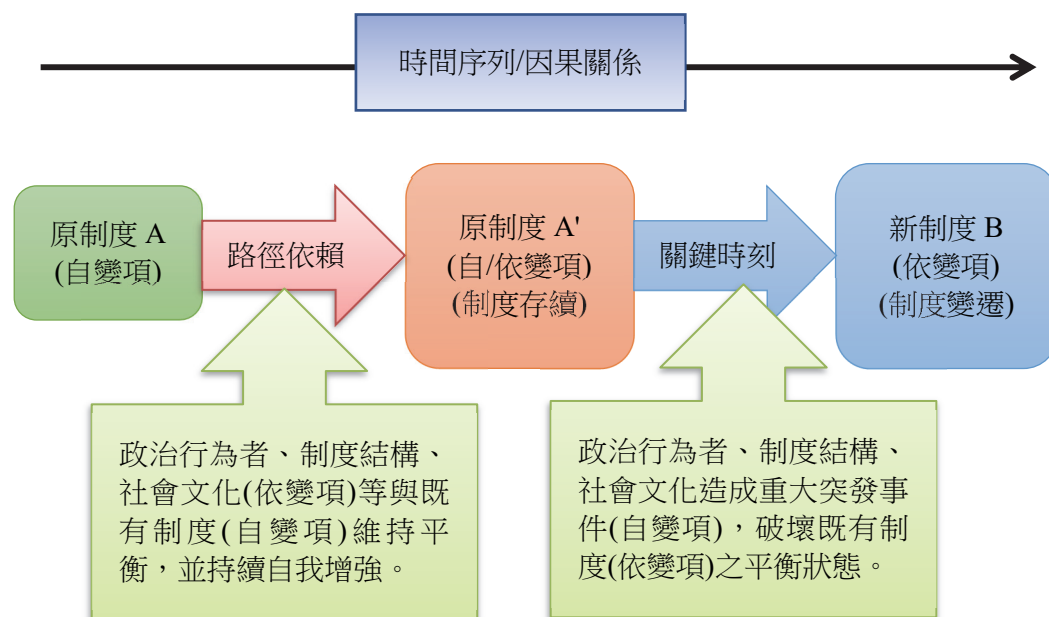 時間序列/因果關係
原制度 A
(自變項)
路徑依賴
原制度 A'
(自/依變項)
(制度存續)
關鍵時刻
新制度 B
(依變項)
(制度變遷)
政治行為者、制度結構、
社會文化(依變項)等與既
有制度(自變項)維持平
衡，並持續自我增強。
政治行為者、制度結構、
社會文化造成重大突發事
件(自變項)，破壞既有制
度(依變項)之平衡狀態。